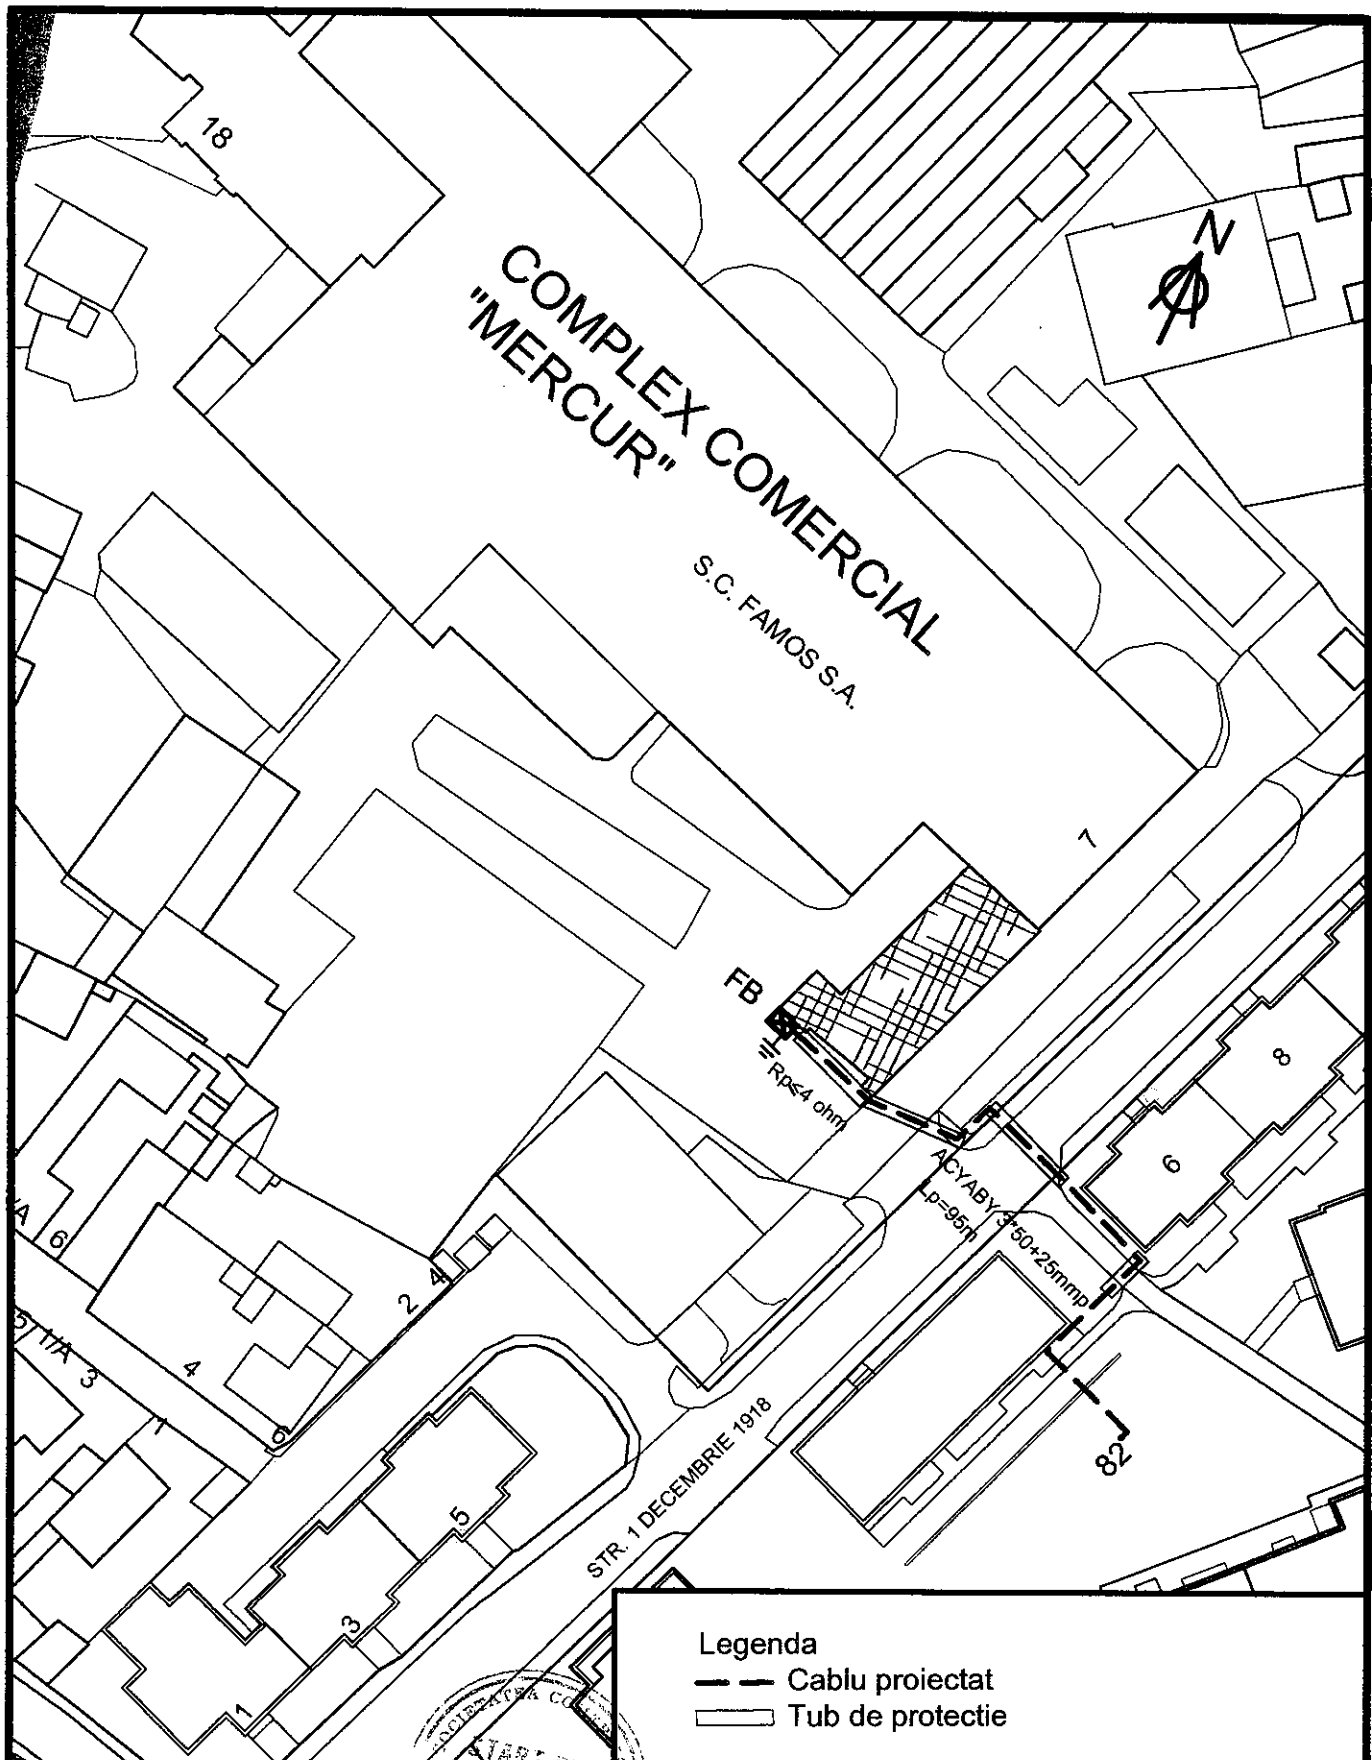 18
N
COMPLEX COMERCIAL
"MERCUR"
S.C. FAMOS S.A.
7
FB
Rp≤4 ohm
ACYABY 3*50+25mmp
Lp=95m
8
6
82
/A
6
4
2
1/A
3
4
1
6
5
3
1
STR. 1 DECEMBRIE 1918
Legenda
Cablu proiectat
Tub de protectie
SOCIETATEA